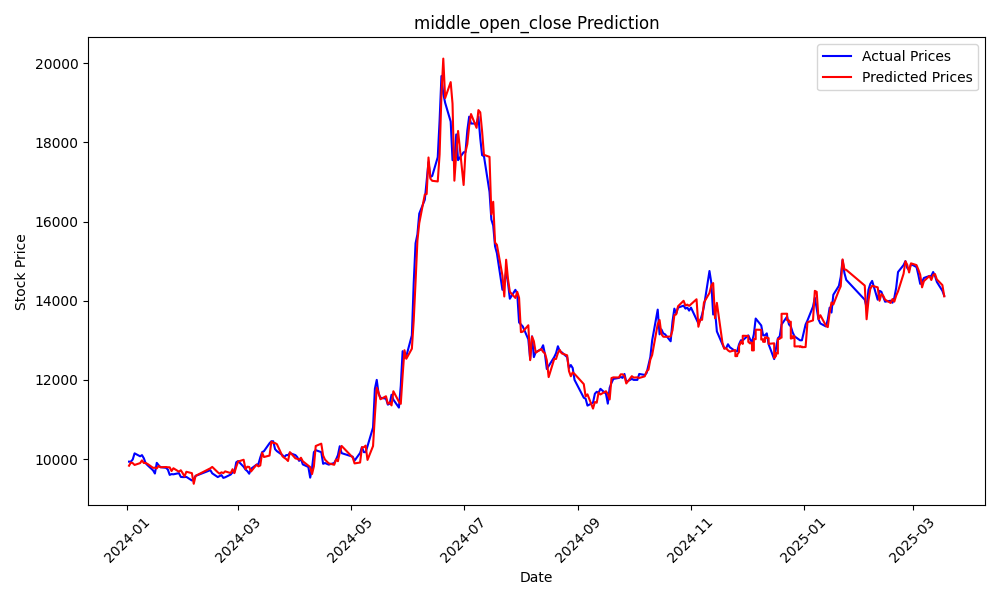 middle_open_close Prediction
Actual Prices
Predicted Prices
Stock Price
20000
18000
16000
14000
12000
10000
2024-01
2024-03
2024-05
2024-07
2024-09
2024-11
2025-01
2025-03
Date